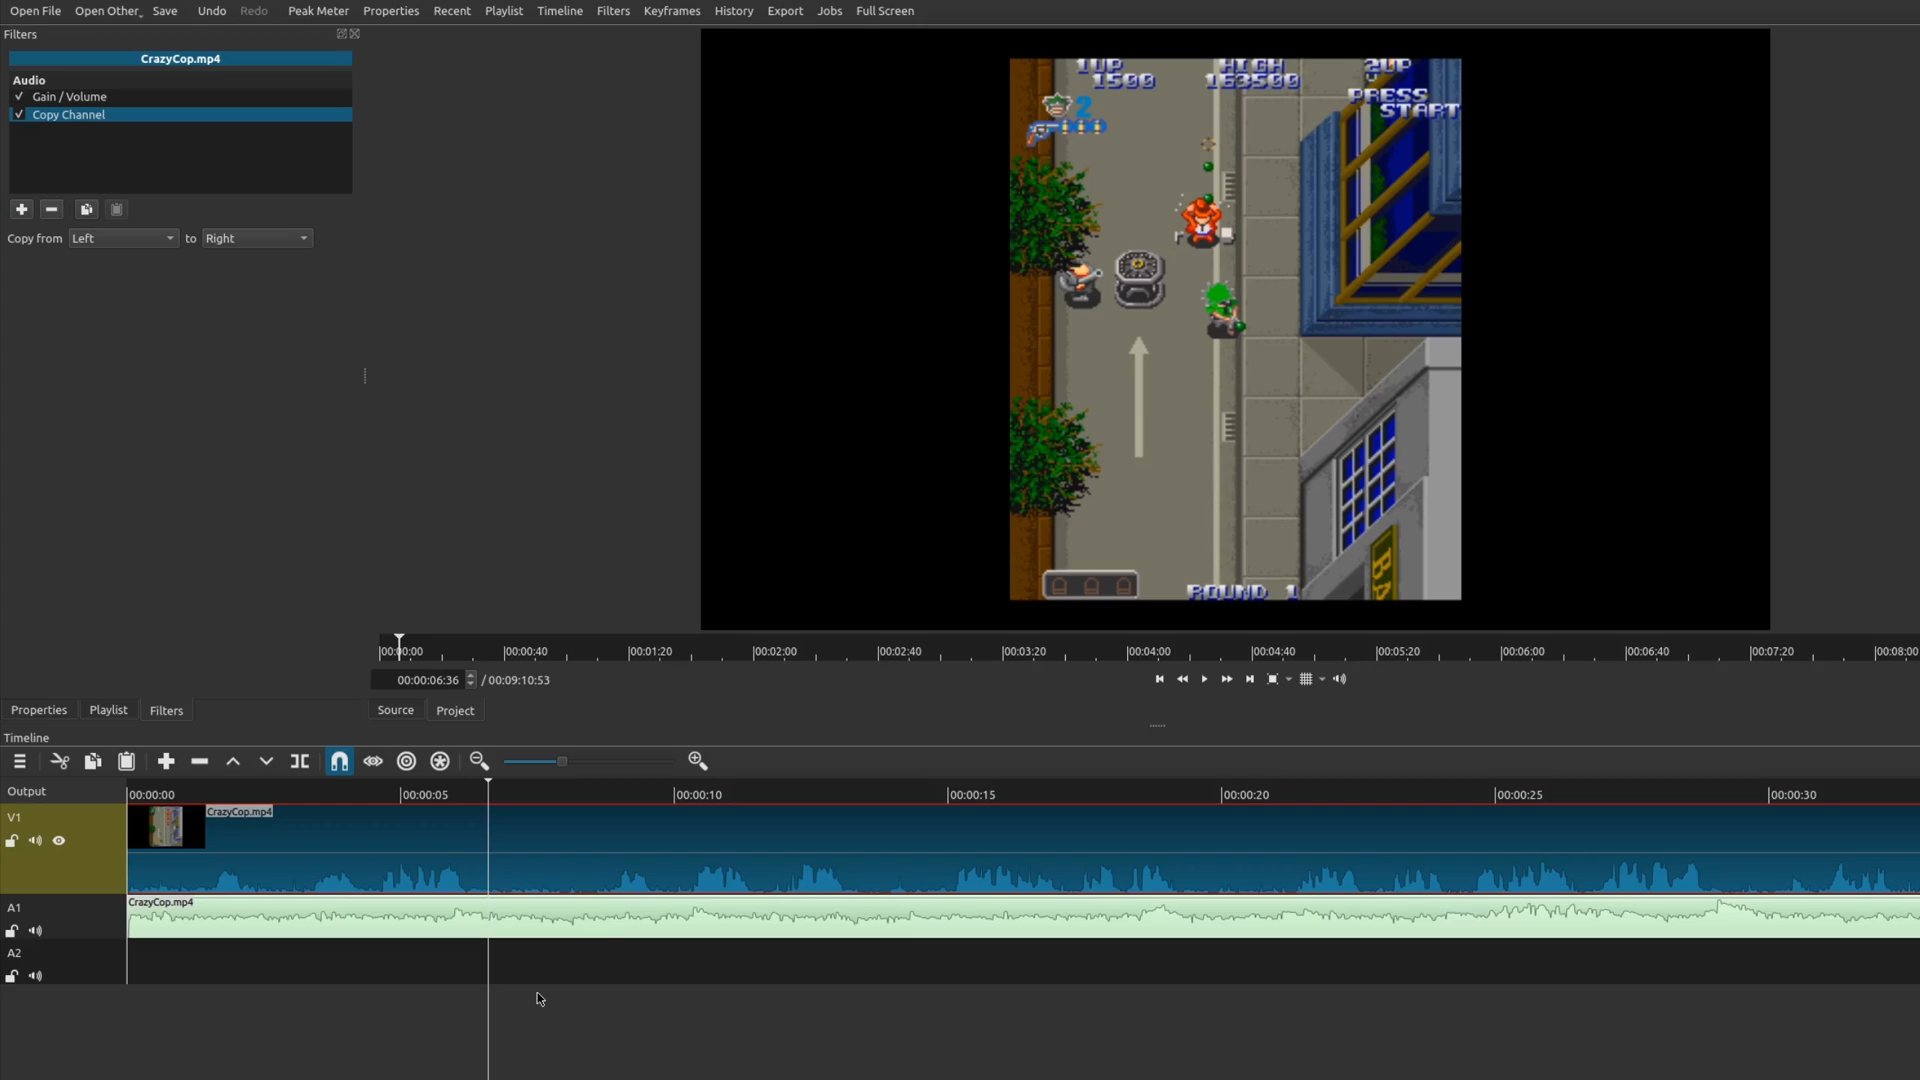 Open File Open Other Save Undo Redo Peak Meter Properties Recent Playlist Timeline Filters Keyframes History Export Jobs Full Screen
Filters
CrazyCop.mp4
Audio
✓ Gain / Volume
✓ Copy Channel
Copy from Left to Right
1UP HIGH 2UP
1500 163500
PRESS
START
2
BA
ROUND 1
00:00:00 00:00:40 00:01:20 00:02:00 00:02:40 00:03:20 00:04:00 00:04:40 00:05:20 00:06:00 00:06:40 00:07:20 00:08:00
00:00:06:36 / 00:09:10:53
Properties Playlist Filters Source Project
Timeline
Output 00:00:00 00:00:05 00:00:10 00:00:15 00:00:20 00:00:25 00:00:30
V1 CrazyCop.mp4
A1 CrazyCop.mp4
A2